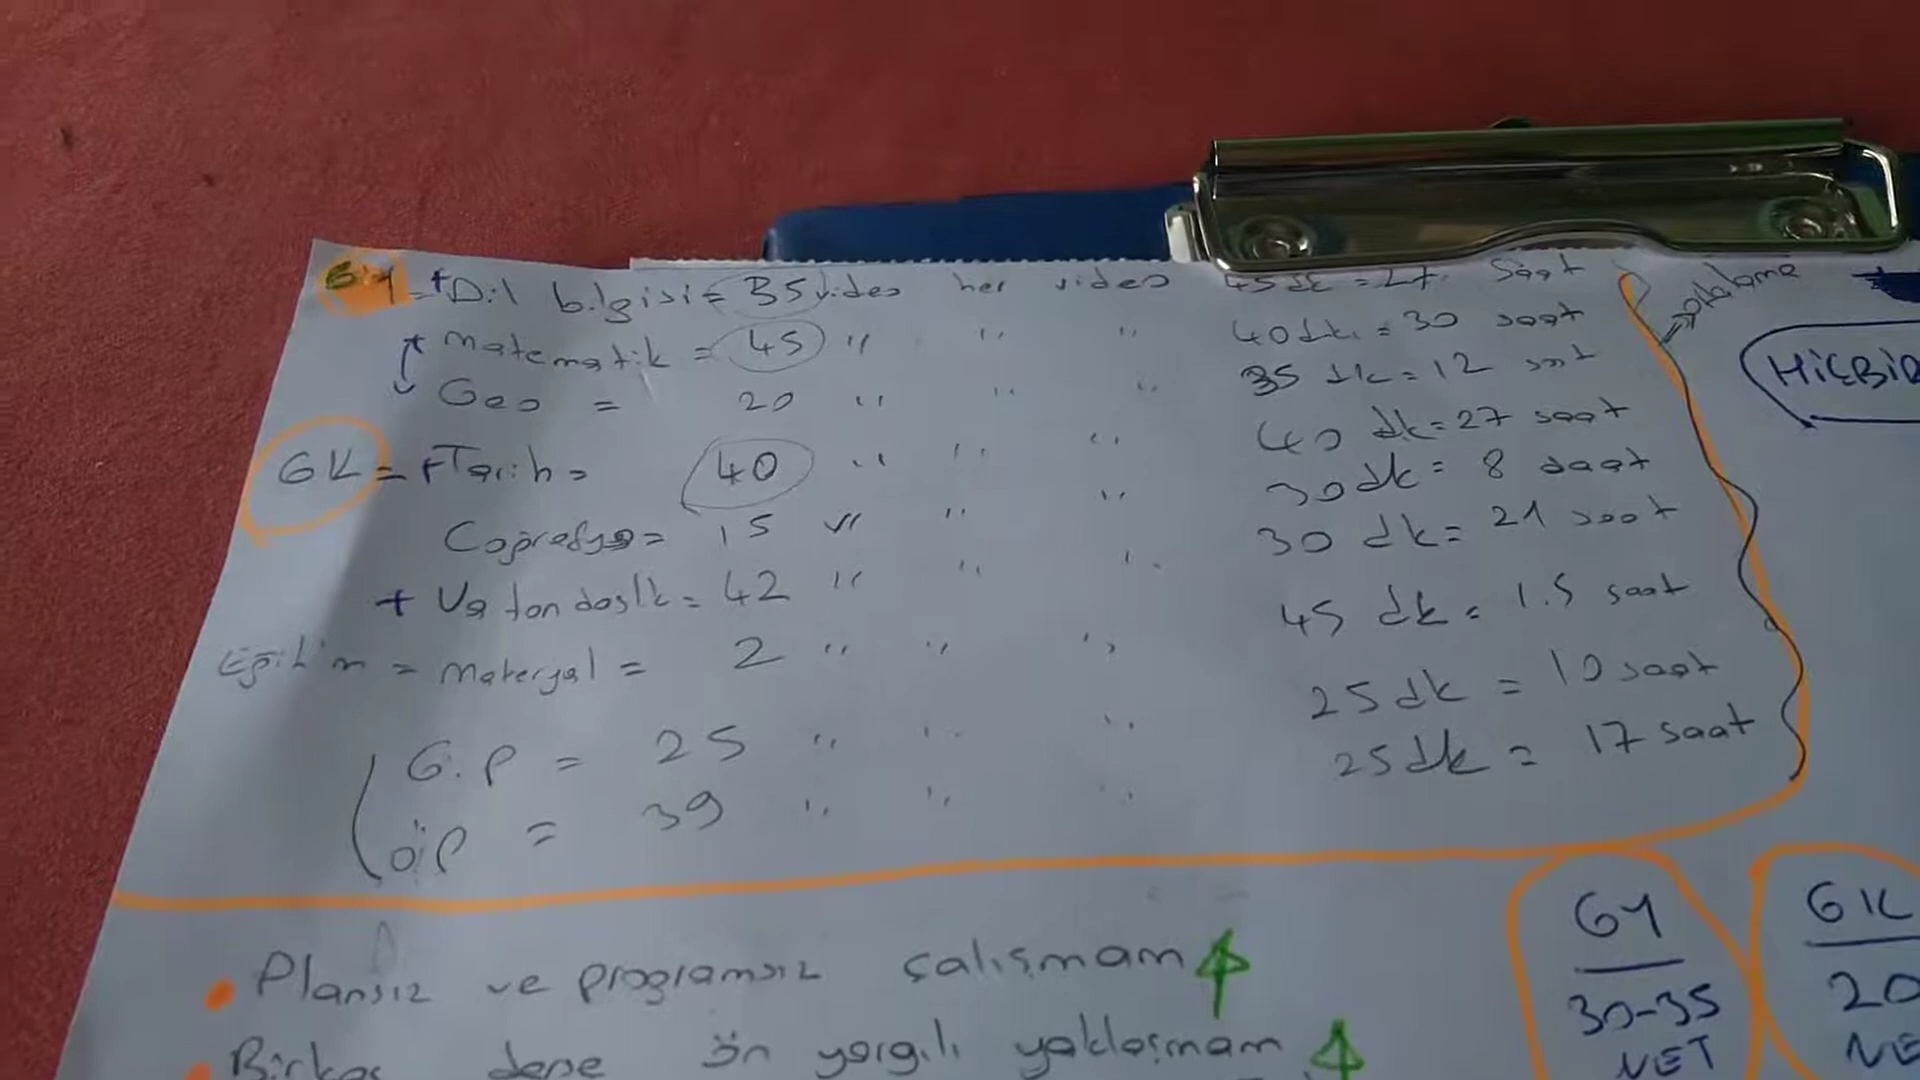 GY = + Dil bilgisi = 35 video her video 45 dk = 27 saat
Matematik = 45 " " " 40 dk. = 30 saat
Geo = 20 " " " 35 dk = 12 saat
GK = + Tarih = 40 " " " 40 dk = 27 saat
Coğrafya = 15 " " " 30 dk = 8 saat
+ Vatandaşlık = 42 " " " 30 dk = 21 saat
Eğitim = Materyal = 2 " " " 45 dk = 1.5 saat
G.P = 25 " " " 25 dk = 10 saat
ÖP = 39 " " " 25 dk = 17 saat
ortalama
HİÇBİR
• Plansız ve programsız çalışmam
• Birkaç dene ön yargılı yaklaşmam
GY
30-35
NET
GK
20
NE